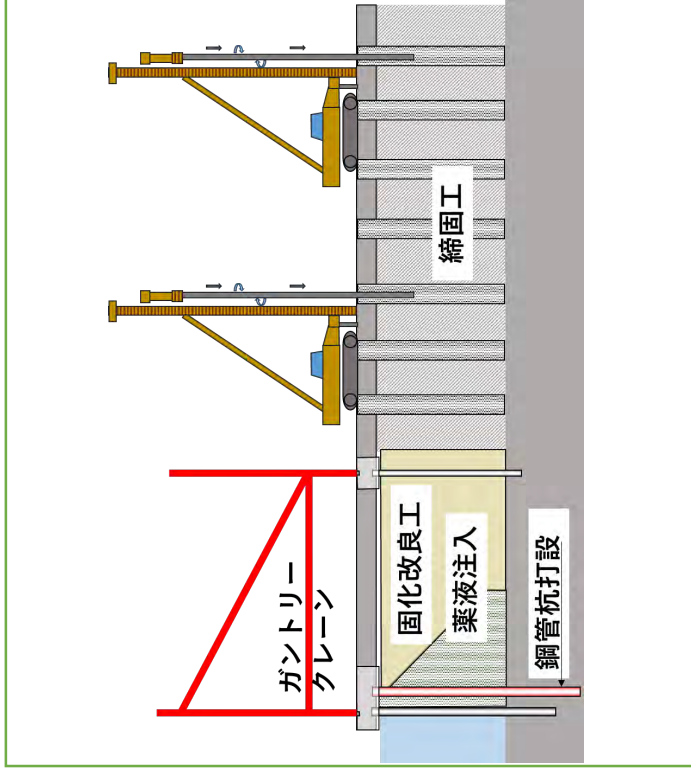 ガントリー
クレーン
固化改良工
薬液注入
鋼管杭打設
締固工